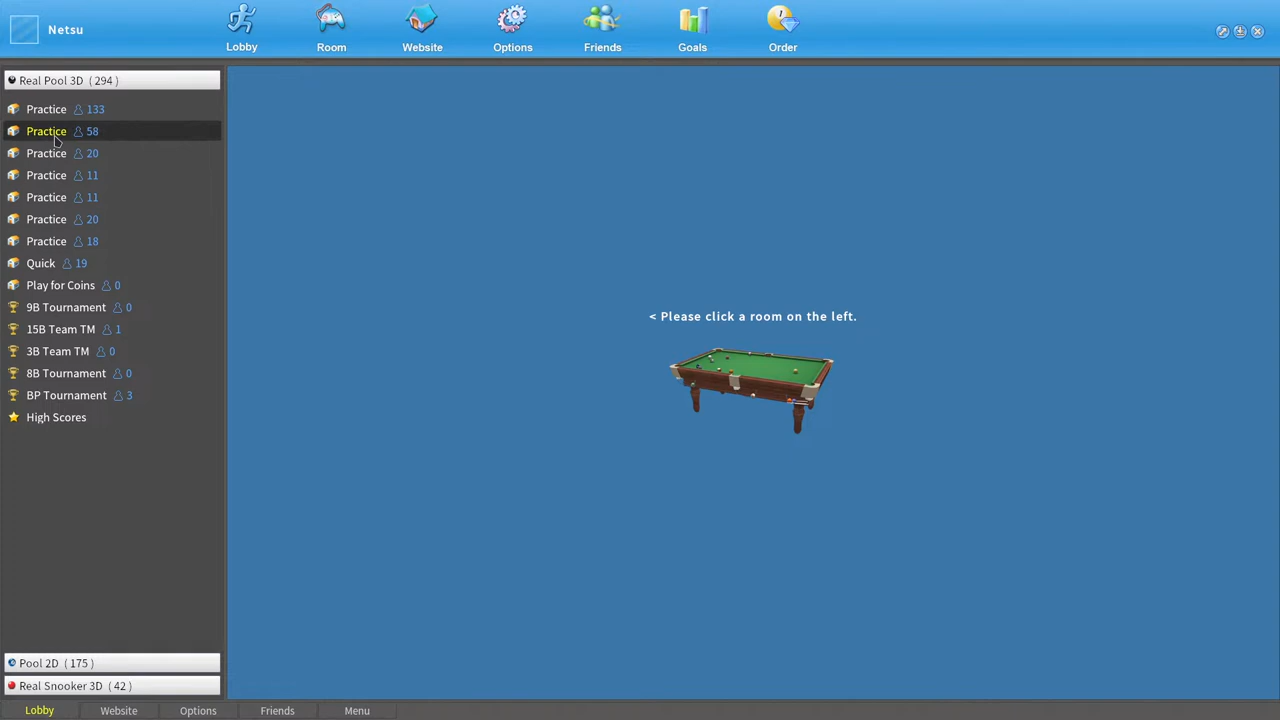 Netsu
Lobby
Room
Website
Options
Friends
Goals
Order
Real Pool 3D ( 294 )
Practice 133
Practice 58
Practice 20
Practice 11
Practice 11
Practice 20
Practice 18
Quick 19
Play for Coins 0
9B Tournament 0
15B Team TM 1
3B Team TM 0
8B Tournament 0
BP Tournament 3
High Scores
< Please click a room on the left.
Pool 2D ( 175 )
Real Snooker 3D ( 42 )
Lobby
Website
Options
Friends
Menu